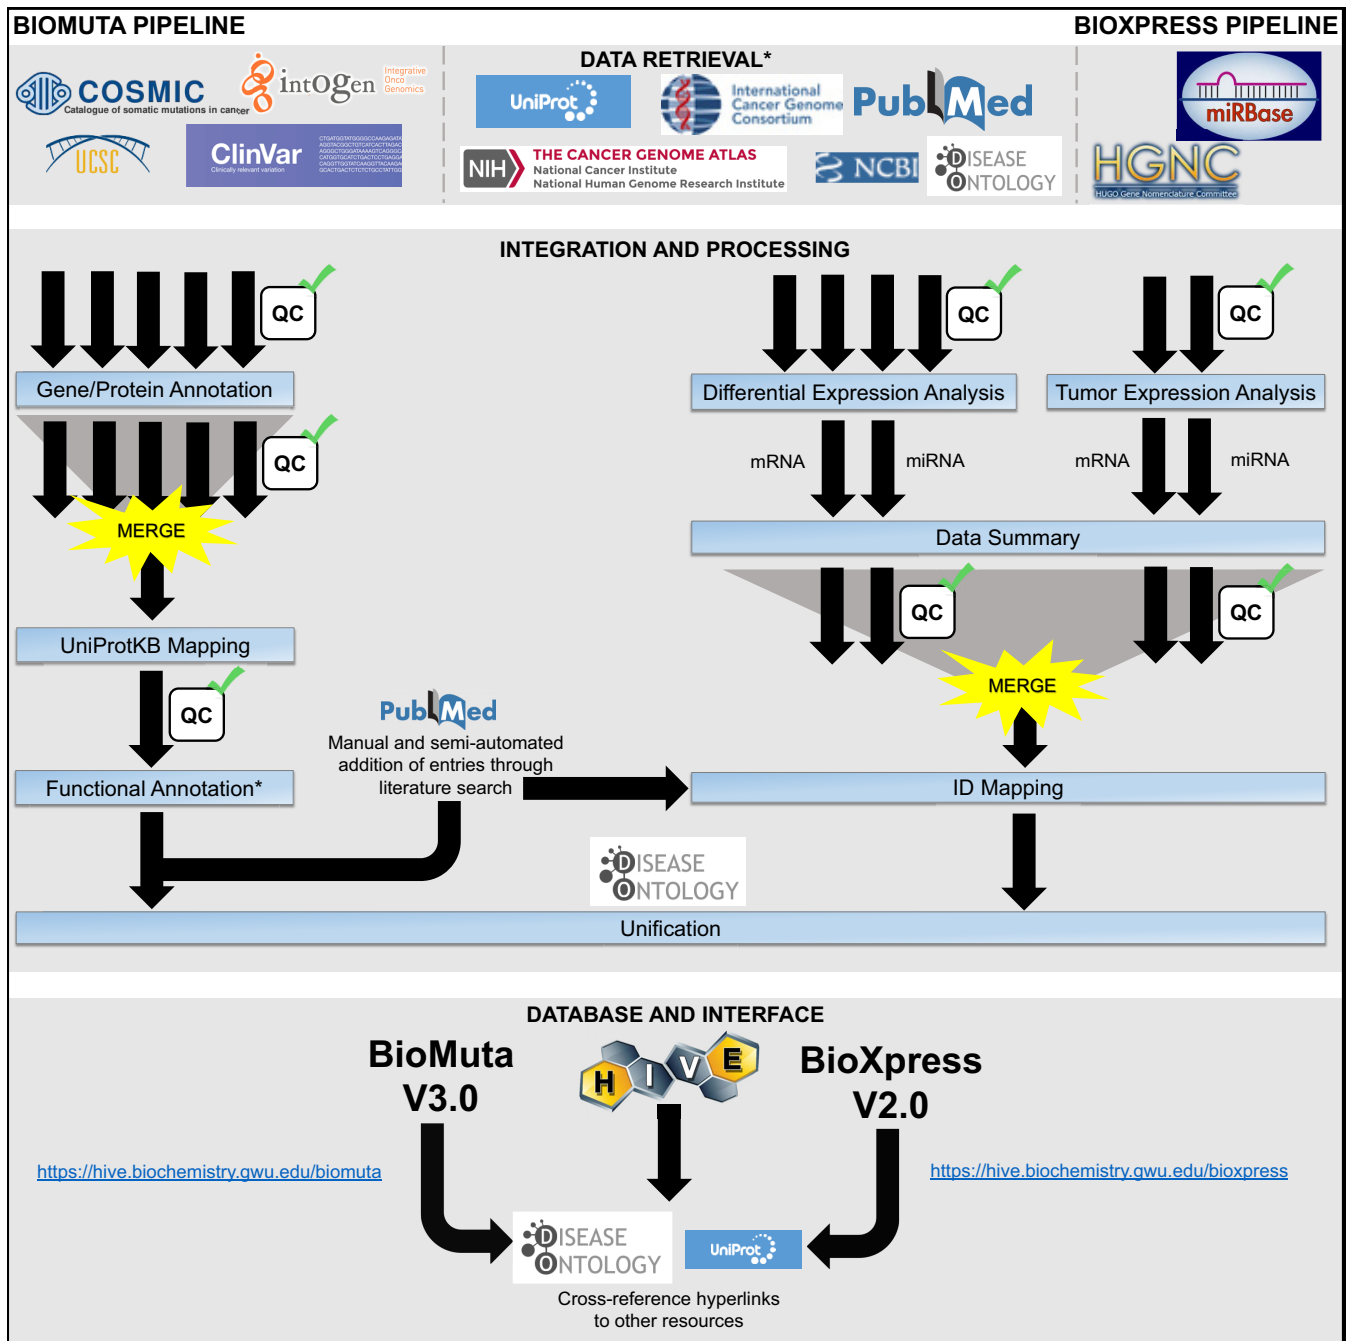 BIOMUTA PIPELINE
BIOXPRESS PIPELINE
DATA RETRIEVAL*
COSMIC
Catalogue of somatic mutations in cancer
intOgen
Integrative
Onco
Genomics
UCSC
ClinVar
Clinically relevant variation
UniProt
International
Cancer Genome
Consortium
PubMed
NIH
THE CANCER GENOME ATLAS
National Cancer Institute
National Human Genome Research Institute
NCBI
DISEASE
ONTOLOGY
miRBase
HGNC
HUGO Gene Nomenclature Committee
INTEGRATION AND PROCESSING
QC
QC
QC
Gene/Protein Annotation
Differential Expression Analysis
Tumor Expression Analysis
QC
mRNA
miRNA
mRNA
miRNA
MERGE
Data Summary
QC
QC
UniProtKB Mapping
MERGE
QC
PubMed
Manual and semi-automated
addition of entries through
literature search
Functional Annotation*
ID Mapping
DISEASE
ONTOLOGY
Unification
DATABASE AND INTERFACE
BioMuta
V3.0
HIVE
BioXpress
V2.0
https://hive.biochemistry.gwu.edu/biomuta
https://hive.biochemistry.gwu.edu/bioxpress
DISEASE
ONTOLOGY
UniProt
Cross-reference hyperlinks
to other resources